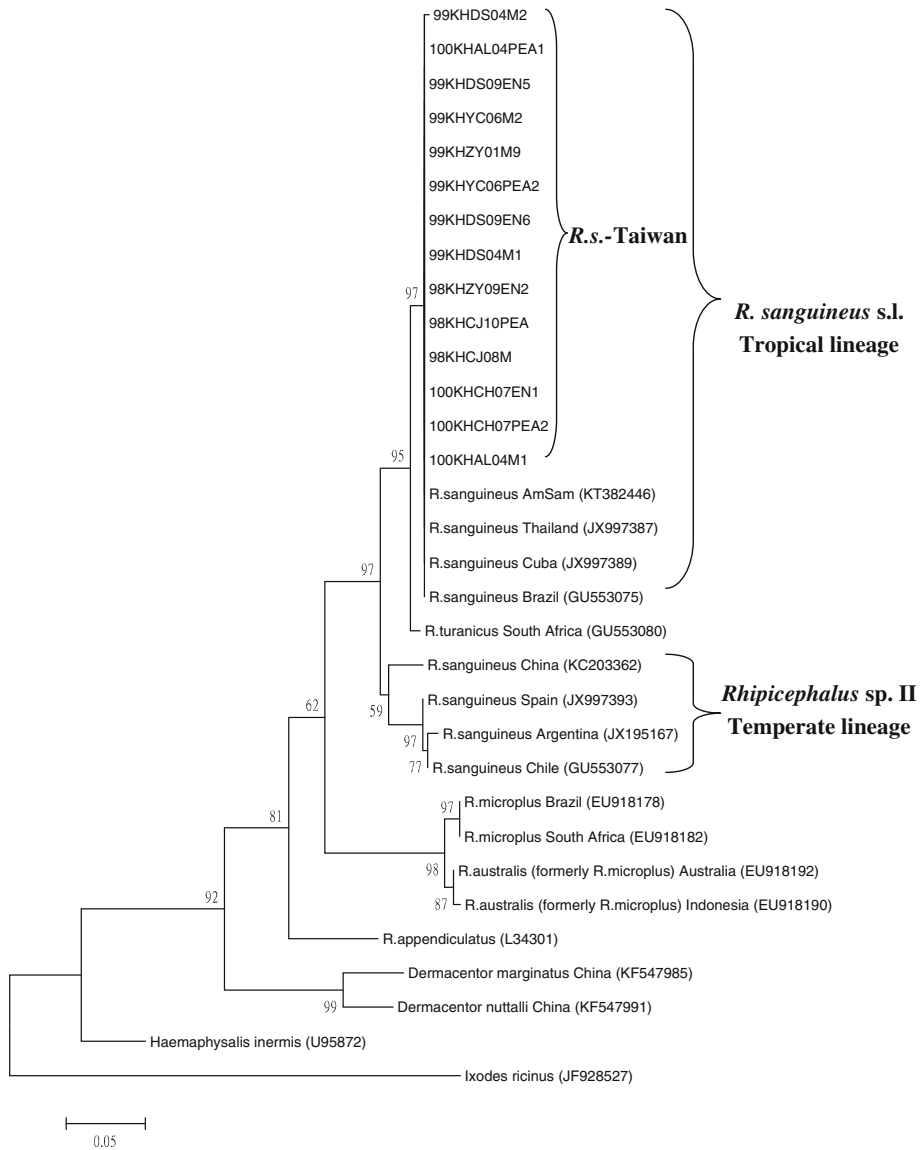 99KHDS04M2
100KHAL04PEA1
99KHDS09EN5
99KHYC06M2
99KHZY01M9
99KHYC06PEA2
99KHDS09EN6
R.s.-Taiwan
99KHDS04M1
98KHZY09EN2
97
R. sanguineus s.l.
Tropical lineage
98KHCJ10PEA
98KHCJ08M
100KHCH07EN1
100KHCH07PEA2
95
100KHAL04M1
R.sanguineus AmSam (KT382446)
R.sanguineus Thailand (JX997387)
R.sanguineus Cuba (JX997389)
97
R.sanguineus Brazil (GU553075)
R.turanicus South Africa (GU553080)
R.sanguineus China (KC203362)
Rhipicephalus sp. II
Temperate lineage
62
59
R.sanguineus Spain (JX997393)
97
R.sanguineus Argentina (JX195167)
77
R.sanguineus Chile (GU553077)
97
R.microplus Brazil (EU918178)
81
R.microplus South Africa (EU918182)
98
R.australis (formerly R.microplus) Australia (EU918192)
87
R.australis (formerly R.microplus) Indonesia (EU918190)
92
R.appendiculatus (L34301)
Dermacentor marginatus China (KF547985)
99
Dermacentor nuttalli China (KF547991)
Haemaphysalis inermis (U95872)
Ixodes ricinus (JF928527)
0.05